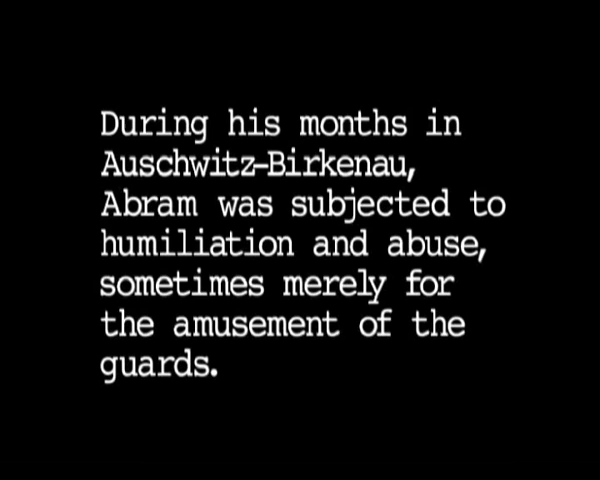 During his months in
Auschwitz-Birkenau,
Abram was subjected to
humiliation and abuse,
sometimes merely for
the amusement of the
guards.